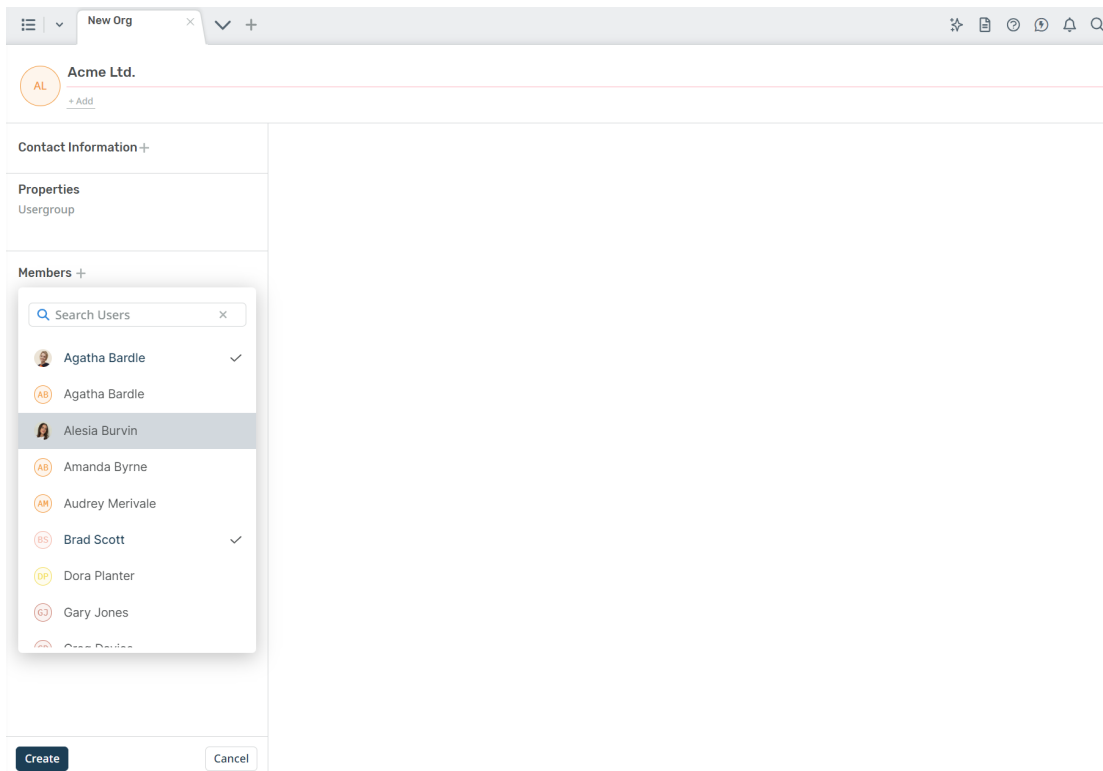 New Org
AL
Acme Ltd.
+ Add
Contact Information
Properties
Usergroup
Members
Search Users
Agatha Bardle
AB Agatha Bardle
Alesia Burvin
AB Amanda Byrne
AM Audrey Merivale
BS Brad Scott
DP Dora Planter
GJ Gary Jones
Create Cancel